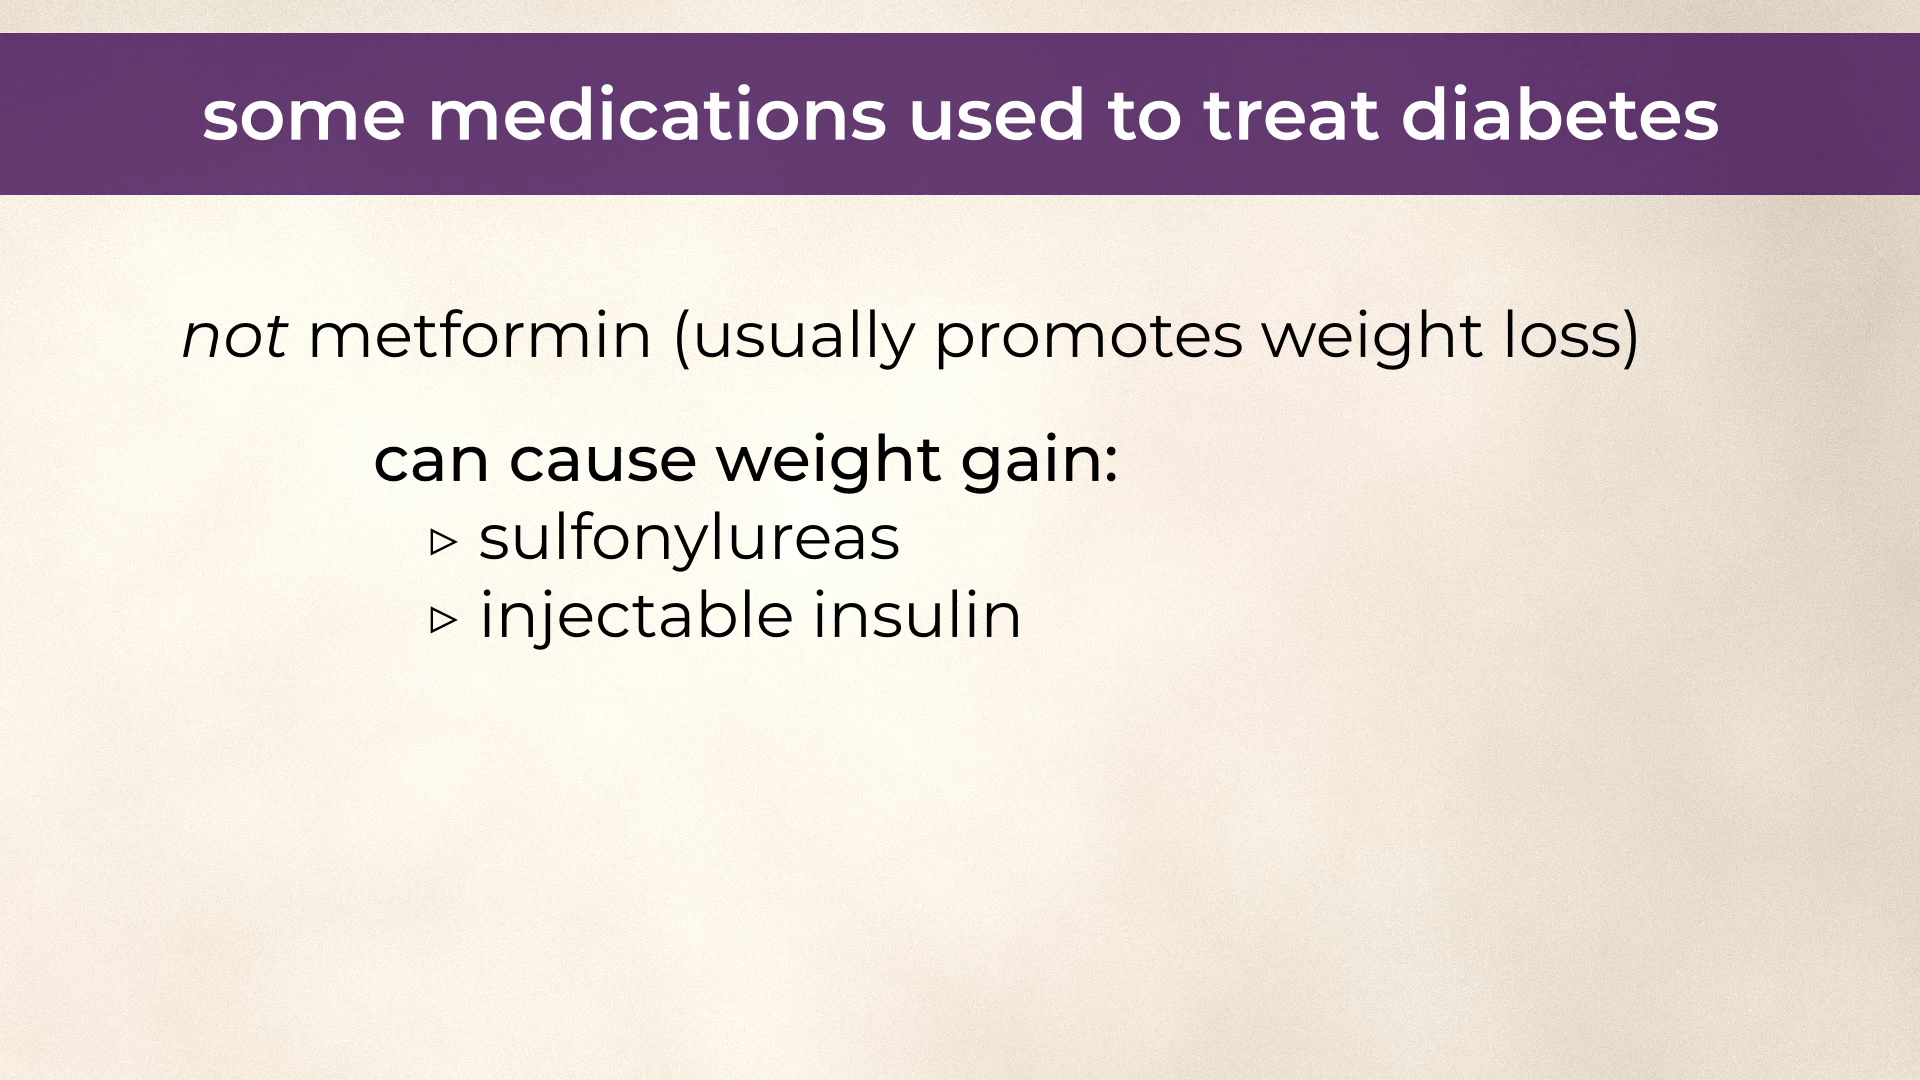 some medications used to treat diabetes
not metformin (usually promotes weight loss)
can cause weight gain:
▹ sulfonylureas
▹ injectable insulin